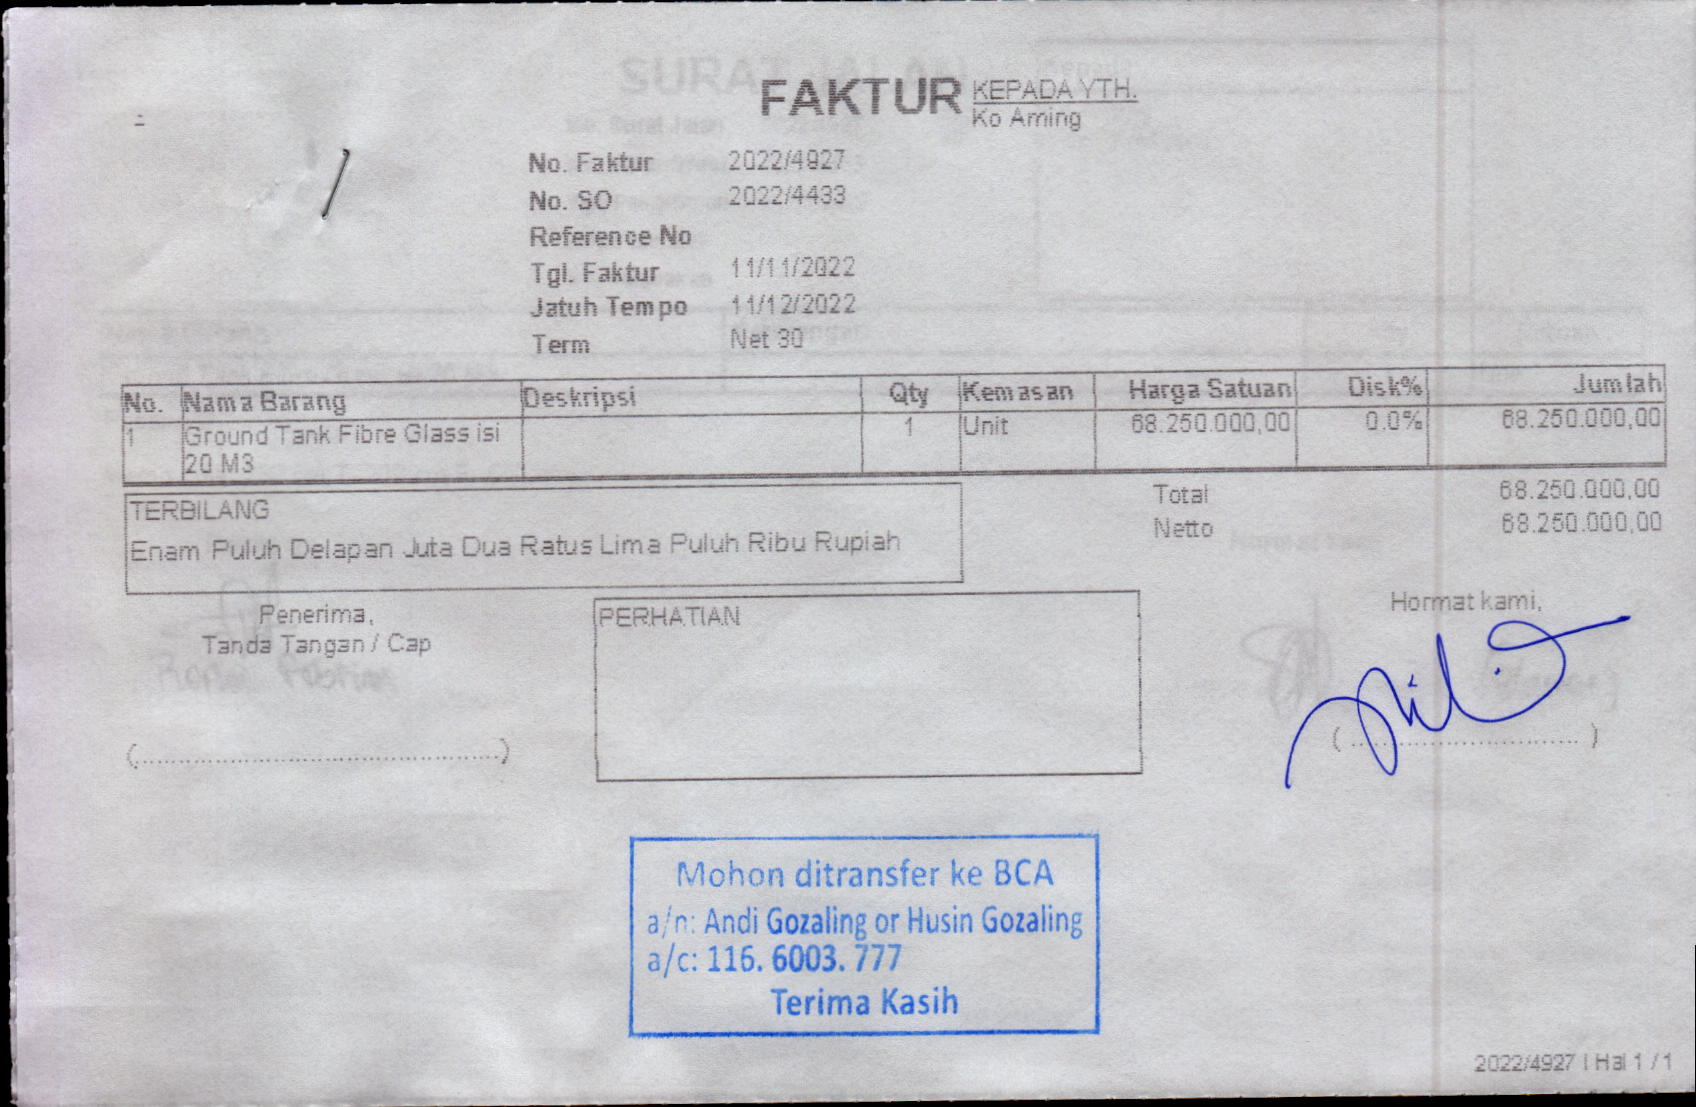 FAKTUR
KEPADA YTH.
Ko Aming
No. Faktur 2022/4927
No. SO 2022/4433
Reference No
Tgl. Faktur 11/11/2022
Jatuh Tempo 11/12/2022
Term Net 30
No. Nama Barang Deskripsi Qty Kemasan Harga Satuan Disk% Jumlah
1 Ground Tank Fibre Glass isi 1 Unit 68.250.000,00 0.0% 68.250.000,00
20 M3
TERBILANG
Enam Puluh Delapan Juta Dua Ratus Lima Puluh Ribu Rupiah
Total 68.250.000,00
Netto 68.250.000,00
Penerima,
Tanda Tangan / Cap
PERHATIAN
Hormat kami,
Mohon ditransfer ke BCA
a/n: Andi Gozaling or Husin Gozaling
a/c: 116. 6003. 777
Terima Kasih
2022/4927 | Hal 1 / 1